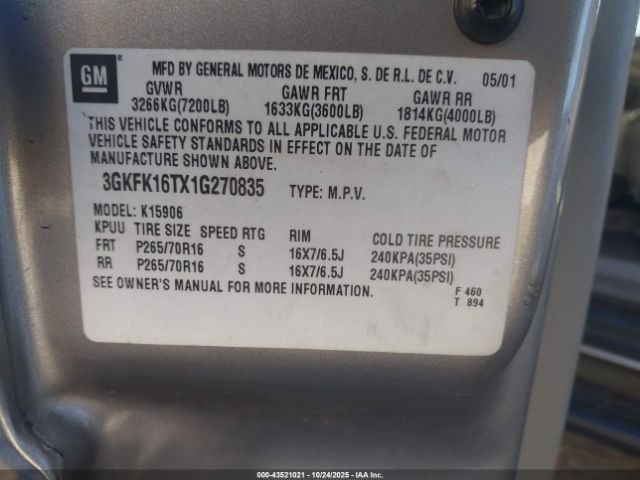 GM
MFD BY GENERAL MOTORS DE MEXICO, S. DE R.L. DE C.V. 05/01
GVWR GAWR FRT GAWR RR
3266KG(7200LB) 1633KG(3600LB) 1814KG(4000LB)
THIS VEHICLE CONFORMS TO ALL APPLICABLE U.S. FEDERAL MOTOR
VEHICLE SAFETY STANDARDS IN EFFECT ON THE DATE OF
MANUFACTURE SHOWN ABOVE.
3GKFK16TX1G270835 TYPE: M.P.V.
MODEL: K15906
KPUU TIRE SIZE SPEED RTG RIM COLD TIRE PRESSURE
FRT P265/70R16 S 16X7/6.5J 240KPA(35PSI)
RR P265/70R16 S 16X7/6.5J 240KPA(35PSI)
SEE OWNER'S MANUAL FOR MORE INFORMATION.
F 460
T 894
000-43521021 - 10/24/2025 - IAA Inc.